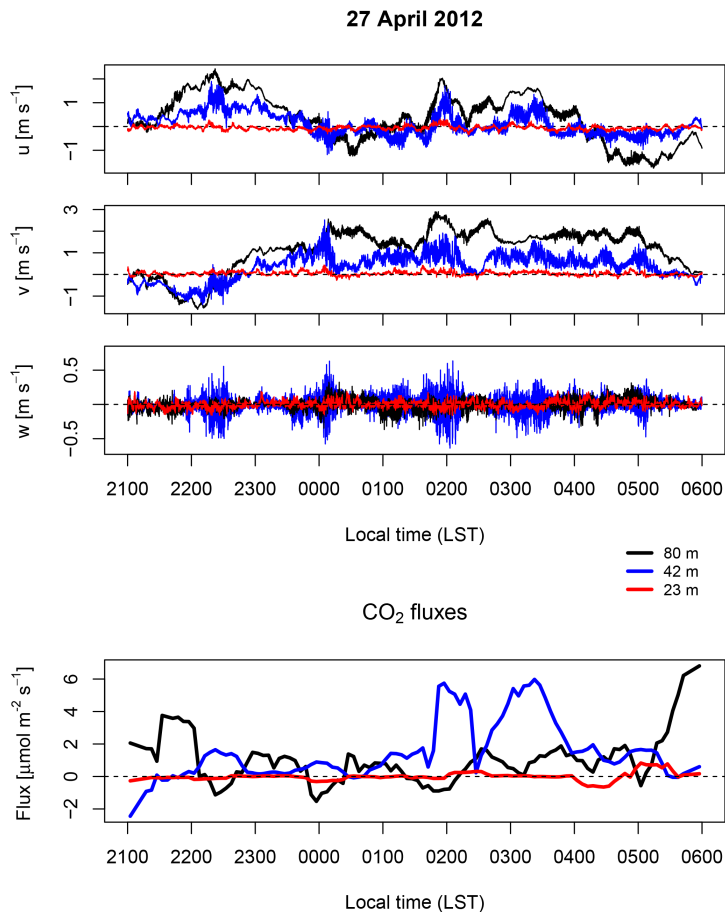 27 April 2012
u [m s⁻¹]
1
−1
v [m s⁻¹]
3
1
−1
w [m s⁻¹]
0.5
−0.5
2100 2200 2300 0000 0100 0200 0300 0400 0500 0600
Local time (LST)
80 m
42 m
23 m
CO₂ fluxes
Flux [µmol m⁻² s⁻¹]
6
4
2
0
−2
2100 2200 2300 0000 0100 0200 0300 0400 0500 0600
Local time (LST)